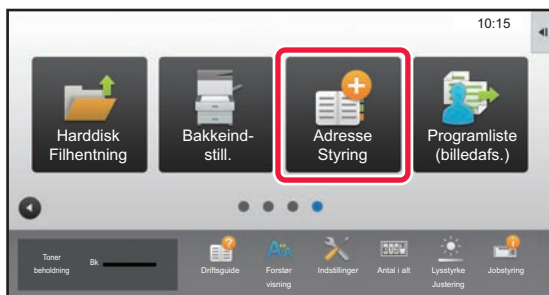 10:15
Harddisk
Filhentning
Bakkeind-
still.
Adresse
Styring
Programliste
(billedafs.)
Toner
beholdning
Bk
Driftsguide
Forstør
visning
Indstillinger
Antal i alt
Lysstyrke
Justering
Jobstyring